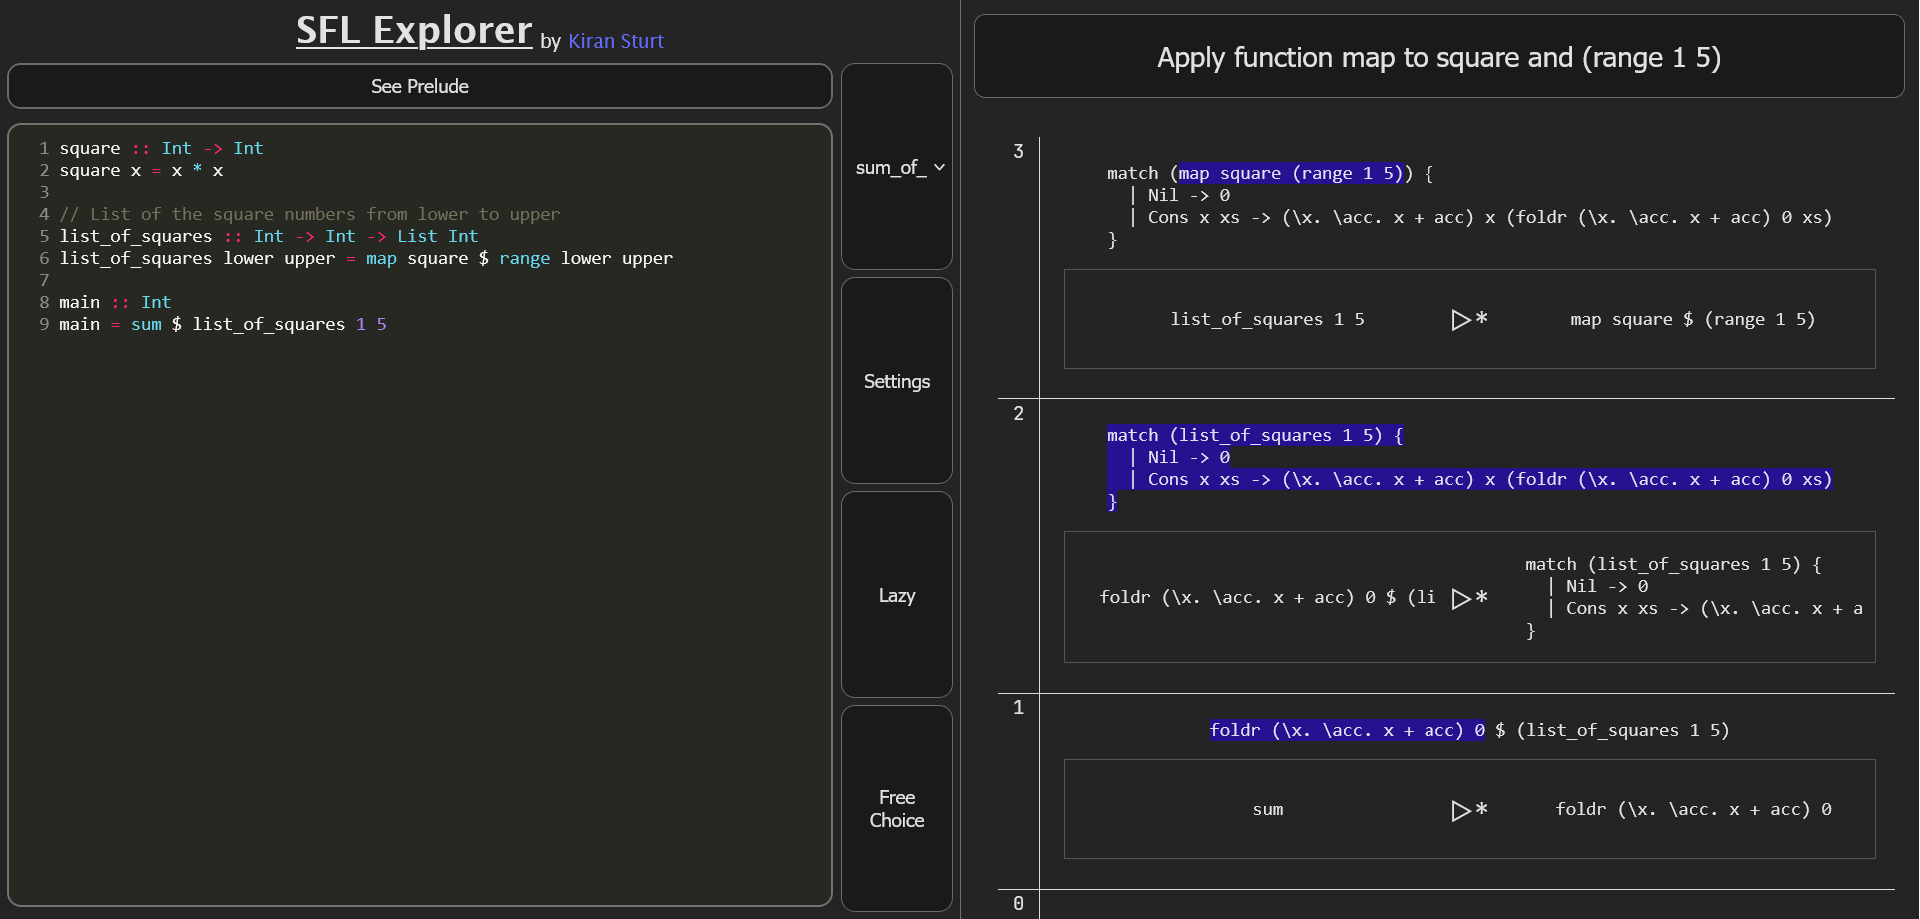 SFL Explorer by Kiran Sturt
See Prelude
1 square :: Int -> Int
2 square x = x * x
3
4 // List of the square numbers from lower to upper
5 list_of_squares :: Int -> Int -> List Int
6 list_of_squares lower upper = map square $ range lower upper
7
8 main :: Int
9 main = sum $ list_of_squares 1 5
sum_of_
Settings
Lazy
Free
Choice
Apply function map to square and (range 1 5)
3
match (map square (range 1 5)) {
| Nil -> 0
| Cons x xs -> (\x. \acc. x + acc) x (foldr (\x. \acc. x + acc) 0 xs)
}
list_of_squares 1 5 ▷* map square $ (range 1 5)
2
match (list_of_squares 1 5) {
| Nil -> 0
| Cons x xs -> (\x. \acc. x + acc) x (foldr (\x. \acc. x + acc) 0 xs)
}
foldr (\x. \acc. x + acc) 0 $ (li ▷*
match (list_of_squares 1 5) {
| Nil -> 0
| Cons x xs -> (\x. \acc. x + a
}
1
foldr (\x. \acc. x + acc) 0 $ (list_of_squares 1 5)
sum ▷* foldr (\x. \acc. x + acc) 0
0